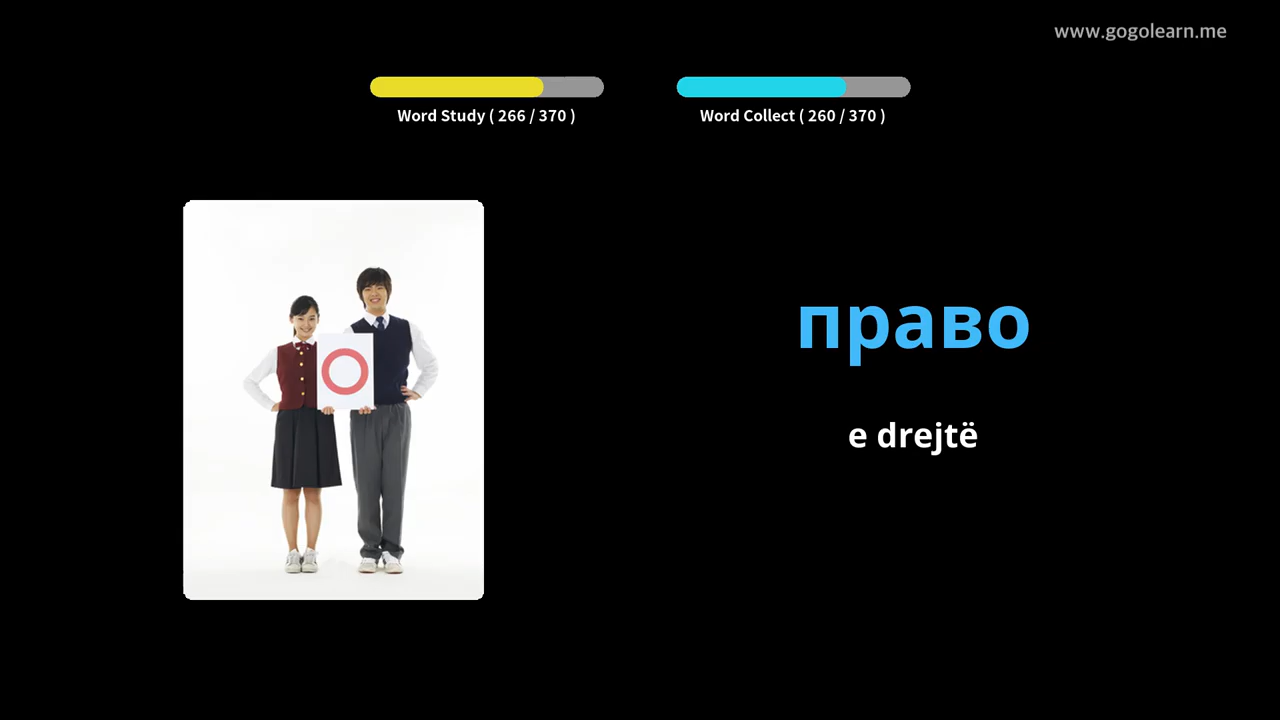 www.gogolearn.me
Word Study ( 266 / 370 )
Word Collect ( 260 / 370 )
право
e drejtë